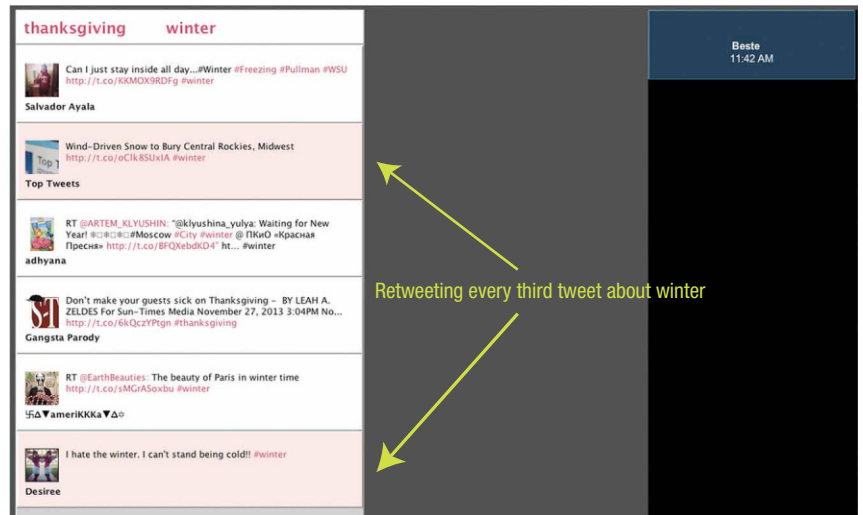 thanksgiving winter
Can I just stay inside all day...#Winter #Freezing #Pullman #WSU
http://t.co/KKMOX9RDFg #winter
Salvador Ayala
Wind-Driven Snow to Bury Central Rockies, Midwest
http://t.co/oClk8SUxIA #winter
Top Tweets
RT @ARTEM_KLYUSHIN: "@klyushina_yulya: Waiting for New
Year! ❄□❄□❄□#Moscow #City #winter @ ПКиО «Красная
Пресня» http://t.co/BFQXebdKD4" ht... #winter
adhyana
Don't make your guests sick on Thanksgiving - BY LEAH A.
ZELDES For Sun-Times Media November 27, 2013 3:04PM No...
http://t.co/6kQczYPtgn #thanksgiving
Gangsta Parody
RT @EarthBeauties: The beauty of Paris in winter time
http://t.co/sMGrASoxbu #winter
卐∆▼ameriKKKa▼∆✡
I hate the winter. I can't stand being cold!! #winter
Desiree
Beste
11:42 AM
Retweeting every third tweet about winter
Top
S-T